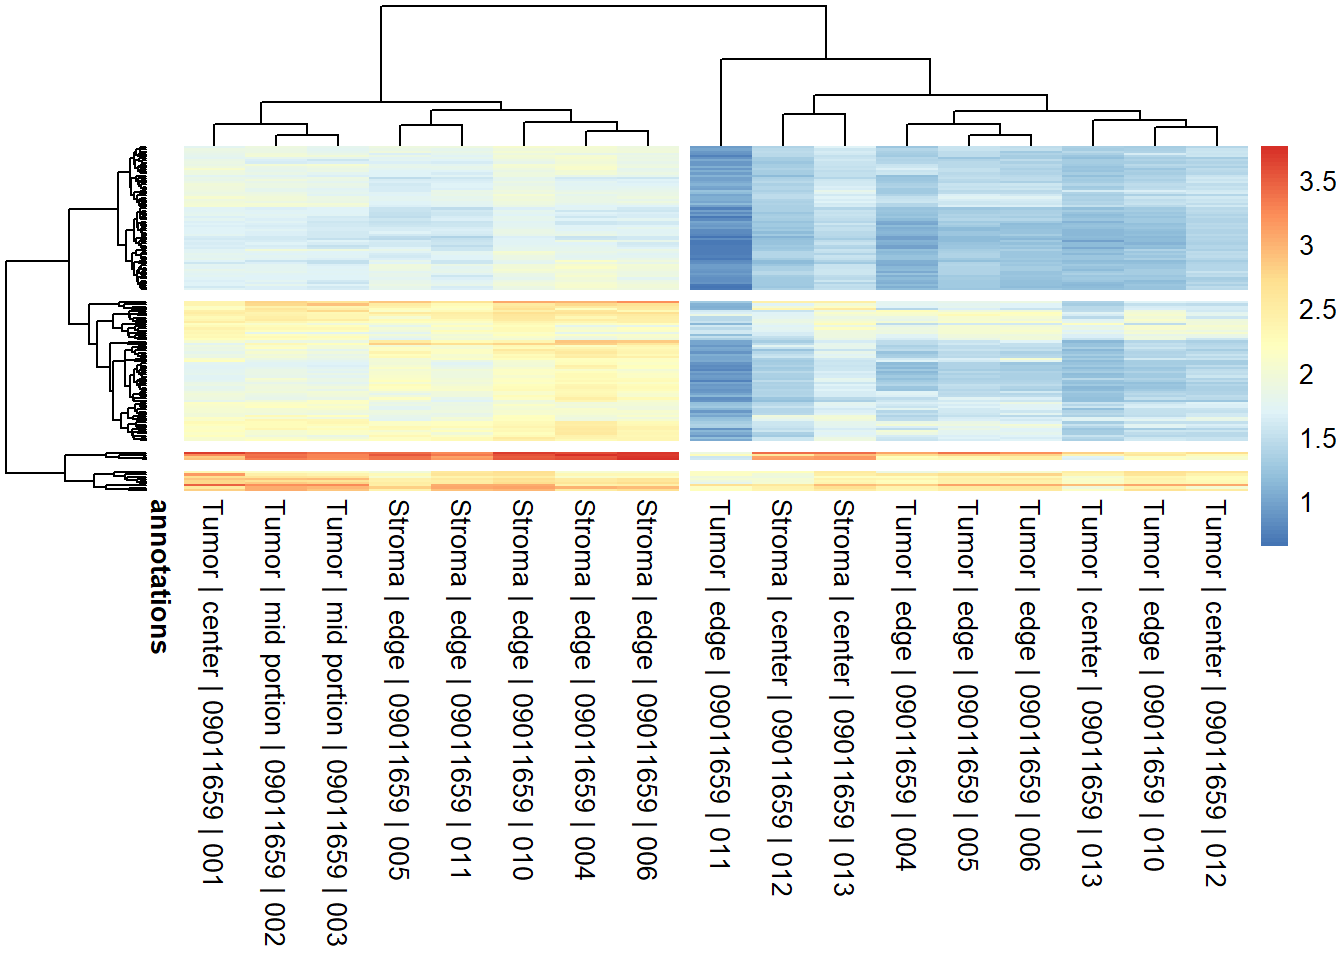 3.5
3
2.5
2
1.5
1
annotations
Tumor | center | 09011659 | 001
Tumor | mid portion | 09011659 | 002
Tumor | mid portion | 09011659 | 003
Stroma | edge | 09011659 | 005
Stroma | edge | 09011659 | 011
Stroma | edge | 09011659 | 010
Stroma | edge | 09011659 | 004
Stroma | edge | 09011659 | 006
Tumor | edge | 09011659 | 011
Stroma | center | 09011659 | 012
Stroma | center | 09011659 | 013
Tumor | edge | 09011659 | 004
Tumor | edge | 09011659 | 005
Tumor | edge | 09011659 | 006
Tumor | center | 09011659 | 013
Tumor | edge | 09011659 | 010
Tumor | center | 09011659 | 012